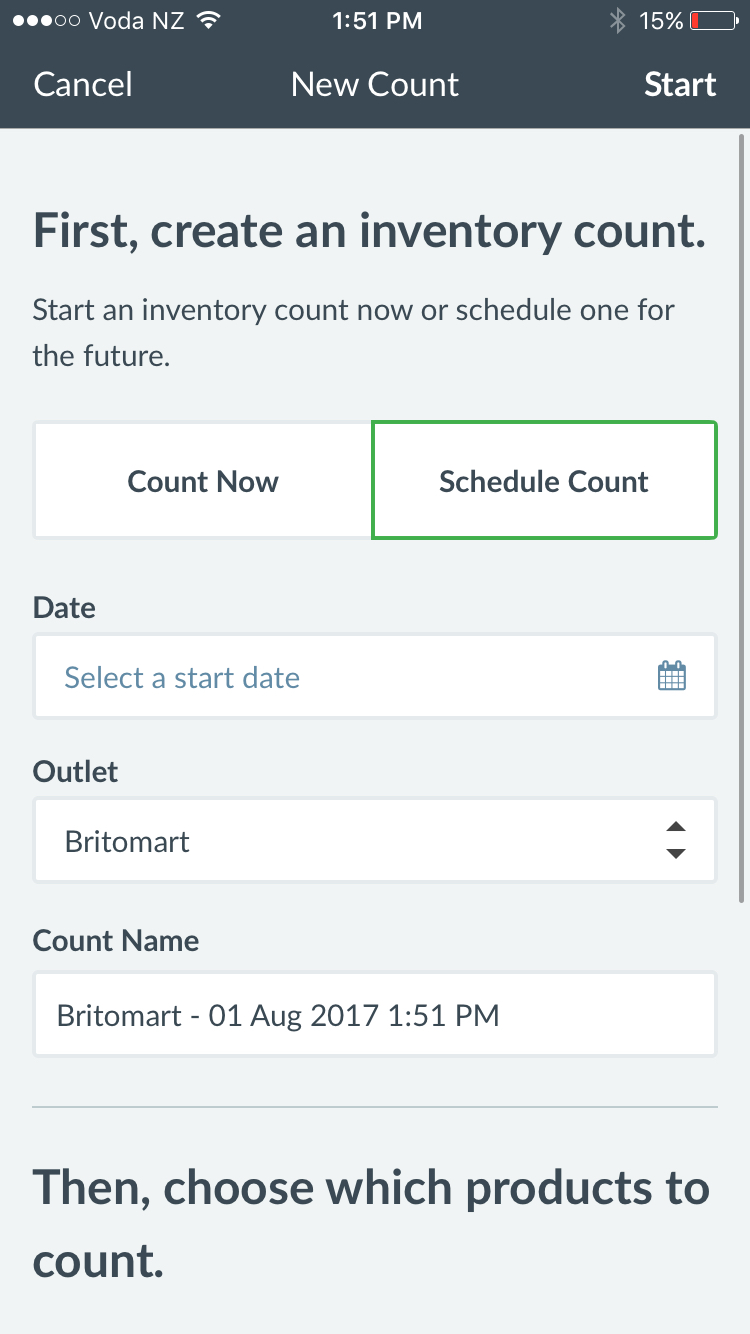 Voda NZ 1:51 PM 15%
Cancel New Count Start
First, create an inventory count.
Start an inventory count now or schedule one for
the future.
Count Now Schedule Count
Date
Select a start date
Outlet
Britomart
Count Name
Britomart - 01 Aug 2017 1:51 PM
Then, choose which products to
count.